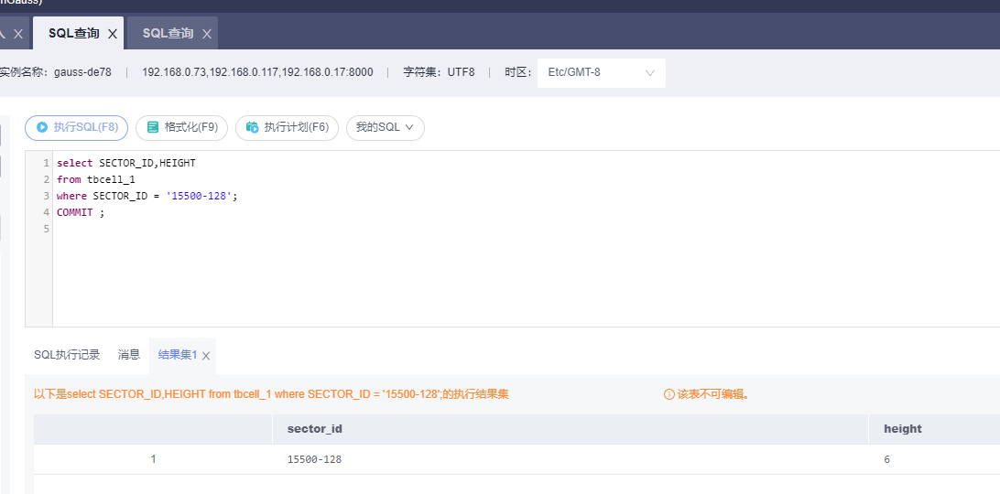 SQL查询
SQL查询
实例名称：gauss-de78 | 192.168.0.73,192.168.0.117,192.168.0.17:8000 | 字符集：UTF8 | 时区： Etc/GMT-8
执行SQL(F8) 格式化(F9) 执行计划(F6) 我的SQL
1 select SECTOR_ID,HEIGHT
2 from tbcell_1
3 where SECTOR_ID = '15500-128';
4 COMMIT ;
5
SQL执行记录 消息 结果集1
以下是select SECTOR_ID,HEIGHT from tbcell_1 where SECTOR_ID = '15500-128';的执行结果集 该表不可编辑。
sector_id height
1 15500-128 6